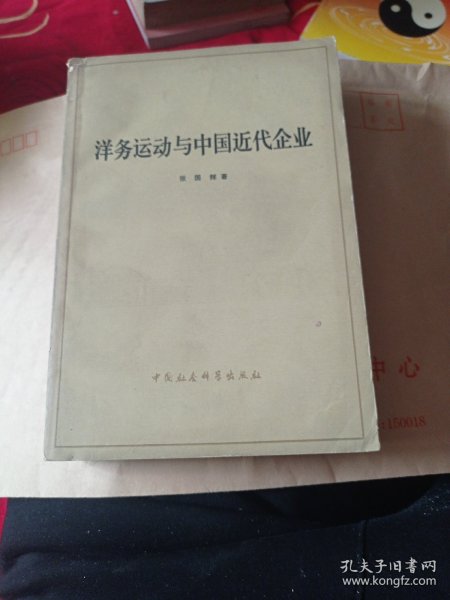 洋务运动与中国近代企业
张国辉著
中国社会科学出版社
中心
:150018
孔夫子旧书网
www.kongfz.com